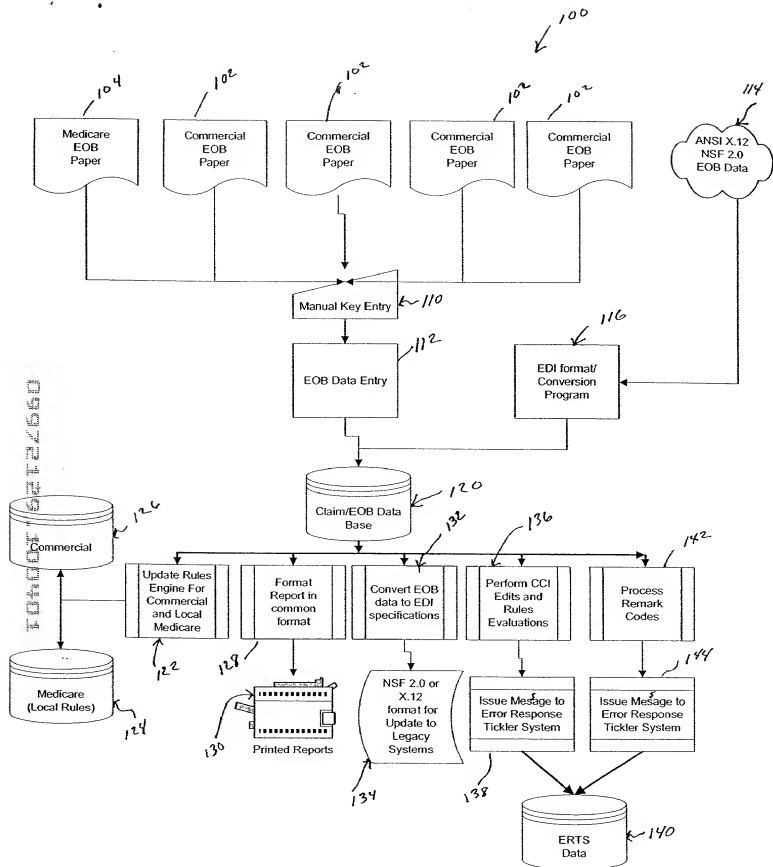 100
104
102
102
102
102
114
Medicare
EOB
Paper
Commercial
EOB
Paper
Commercial
EOB
Paper
Commercial
EOB
Paper
Commercial
EOB
Paper
ANSI X.12
NSF 2.0
EOB Data
Manual Key Entry
110
112
116
EOB Data Entry
EDI format/
Conversion
Program
Claim/EOB Data
Base
120
126
Commercial
132
136
142
Update Rules
Engine For
Commercial
and Local
Medicare
Format
Report in
common
format
Convert EOB
data to EDI
specifications
Perform CCI
Edits and
Rules
Evaluations
Process
Remark
Codes
122
128
144
Medicare
(Local Rules)
124
130
Printed Reports
NSF 2.0 or
X.12
format for
Update to
Legacy
Systems
134
Issue Mesage to
s
Error Response
Tickler System
138
Issue Mesage to
s
Error Response
Tickler System
ERTS
Data
140